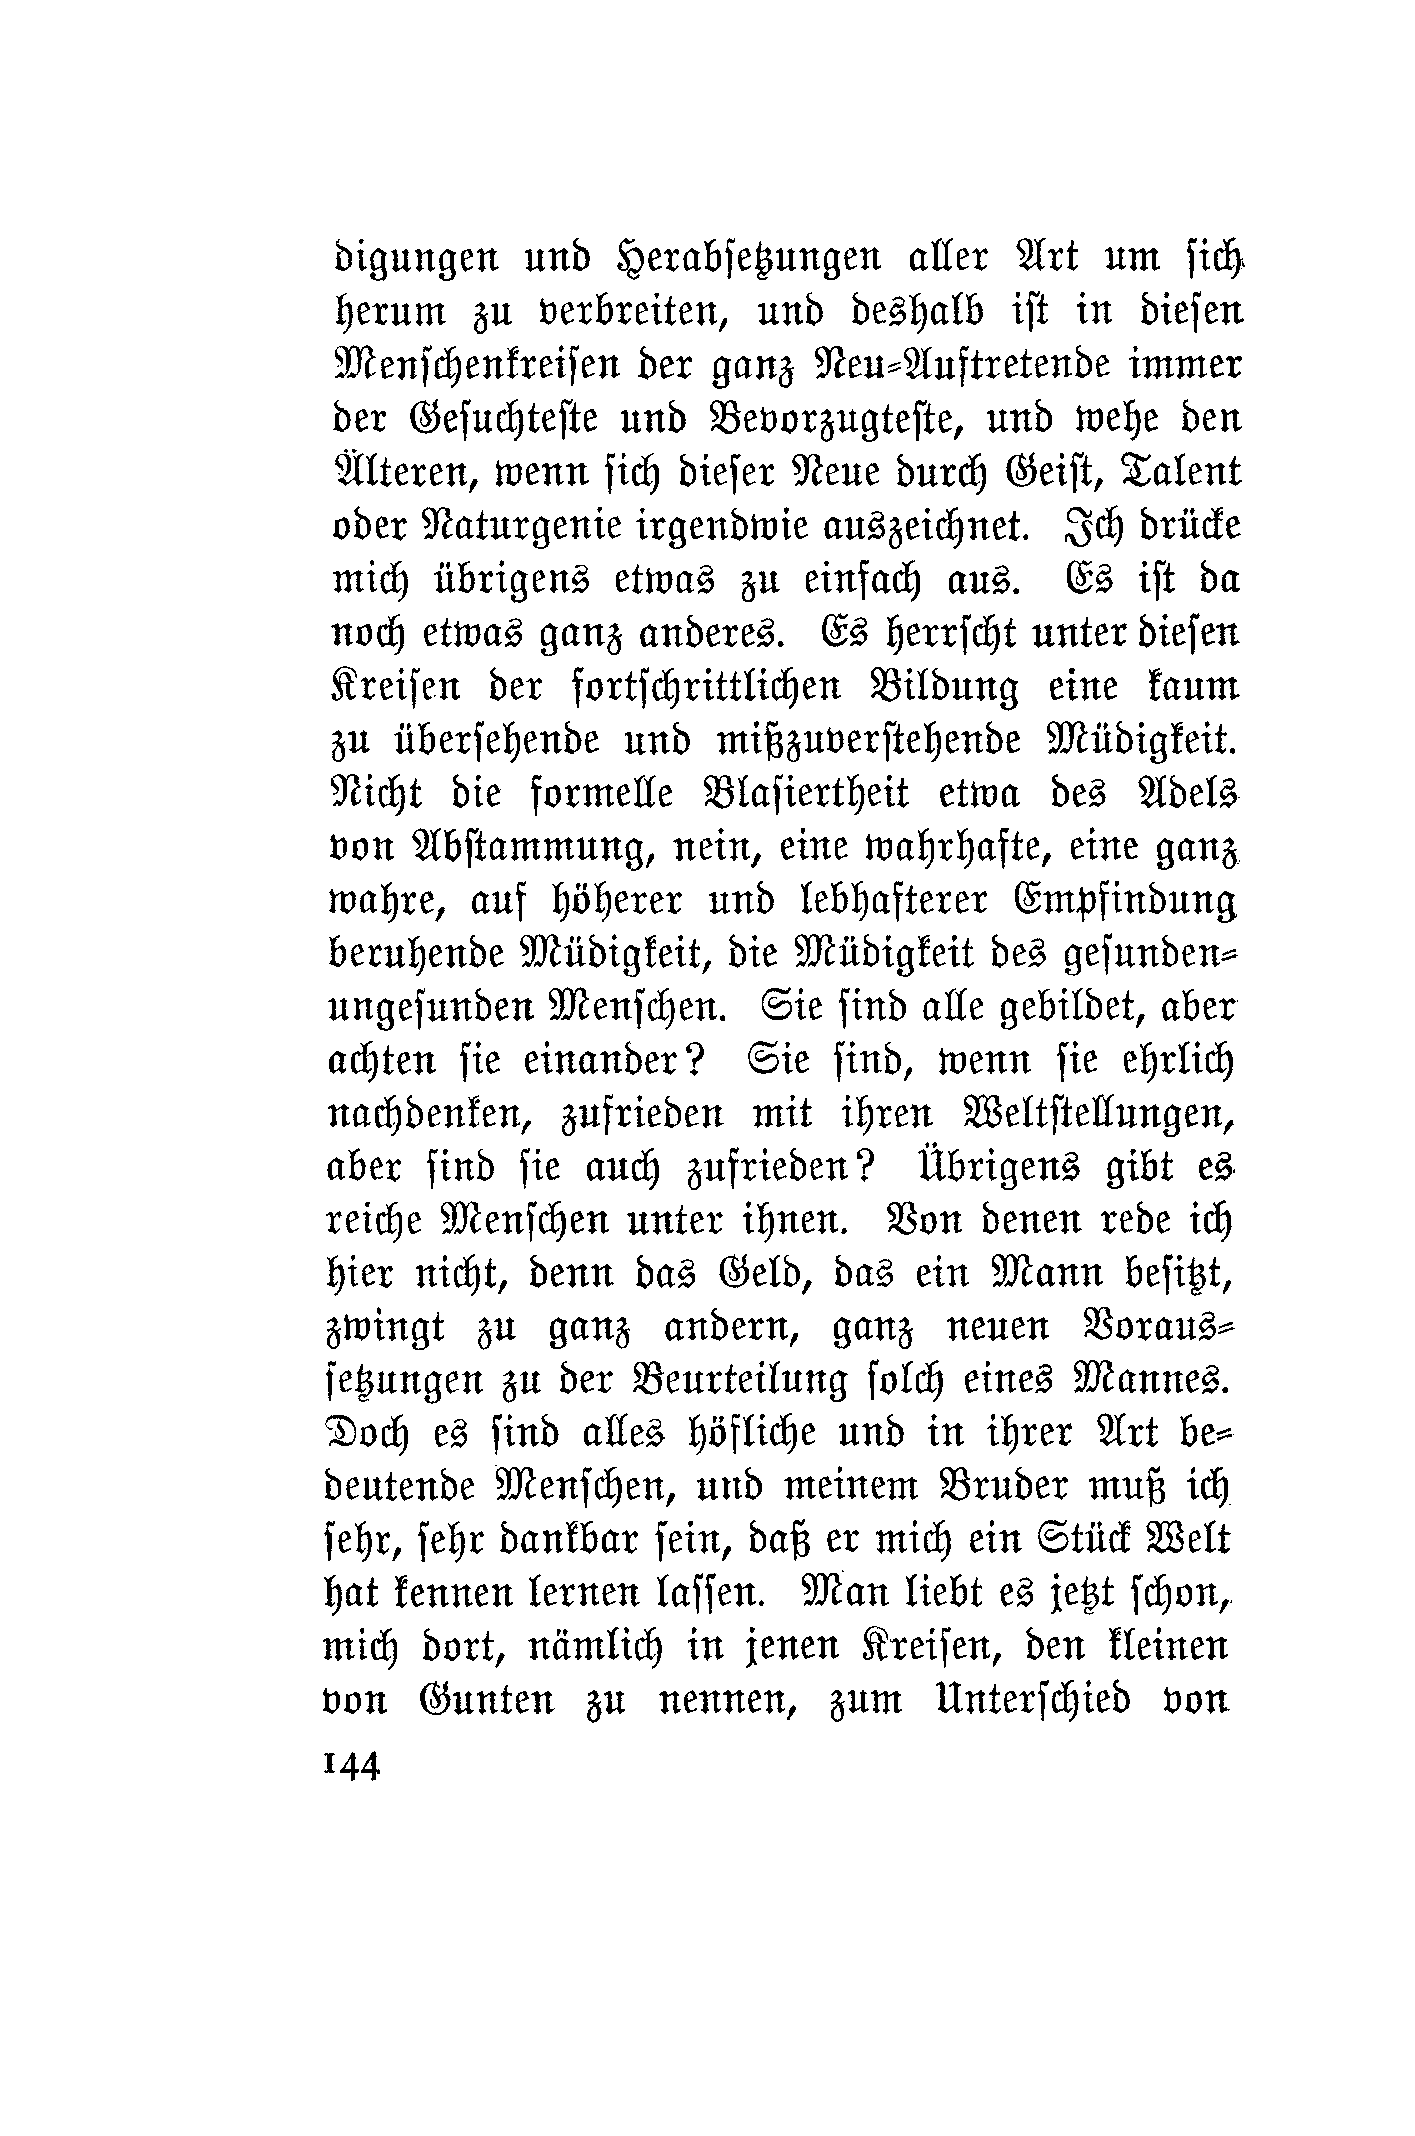 digungen und Herabſetzungen aller Art um ſich
herum zu verbreiten, und deshalb iſt in dieſen
Menſchenkreiſen der ganz Neu-Auftretende immer
der Geſuchteſte und Bevorzugteſte, und wehe den
Älteren, wenn ſich dieſer Neue durch Geiſt, Talent
oder Naturgenie irgendwie auszeichnet. Ich drücke
mich übrigens etwas zu einfach aus. Es iſt da
noch etwas ganz anderes. Es herrſcht unter dieſen
Kreiſen der fortſchrittlichen Bildung eine kaum
zu überſehende und mißzuverſtehende Müdigkeit.
Nicht die formelle Blaſiertheit etwa des Adels
von Abſtammung, nein, eine wahrhafte, eine ganz
wahre, auf höherer und lebhafterer Empfindung
beruhende Müdigkeit, die Müdigkeit des geſunden-
ungeſunden Menſchen. Sie ſind alle gebildet, aber
achten ſie einander? Sie ſind, wenn ſie ehrlich
nachdenken, zufrieden mit ihren Weltſtellungen,
aber ſind ſie auch zufrieden? Übrigens gibt es
reiche Menſchen unter ihnen. Von denen rede ich
hier nicht, denn das Geld, das ein Mann beſitzt,
zwingt zu ganz andern, ganz neuen Voraus-
ſetzungen zu der Beurteilung ſolch eines Mannes.
Doch es ſind alles höfliche und in ihrer Art be-
deutende Menſchen, und meinem Bruder muß ich
ſehr, ſehr dankbar ſein, daß er mich ein Stück Welt
hat kennen lernen laſſen. Man liebt es jetzt ſchon,
mich dort, nämlich in jenen Kreiſen, den kleinen
von Gunten zu nennen, zum Unterſchied von
144